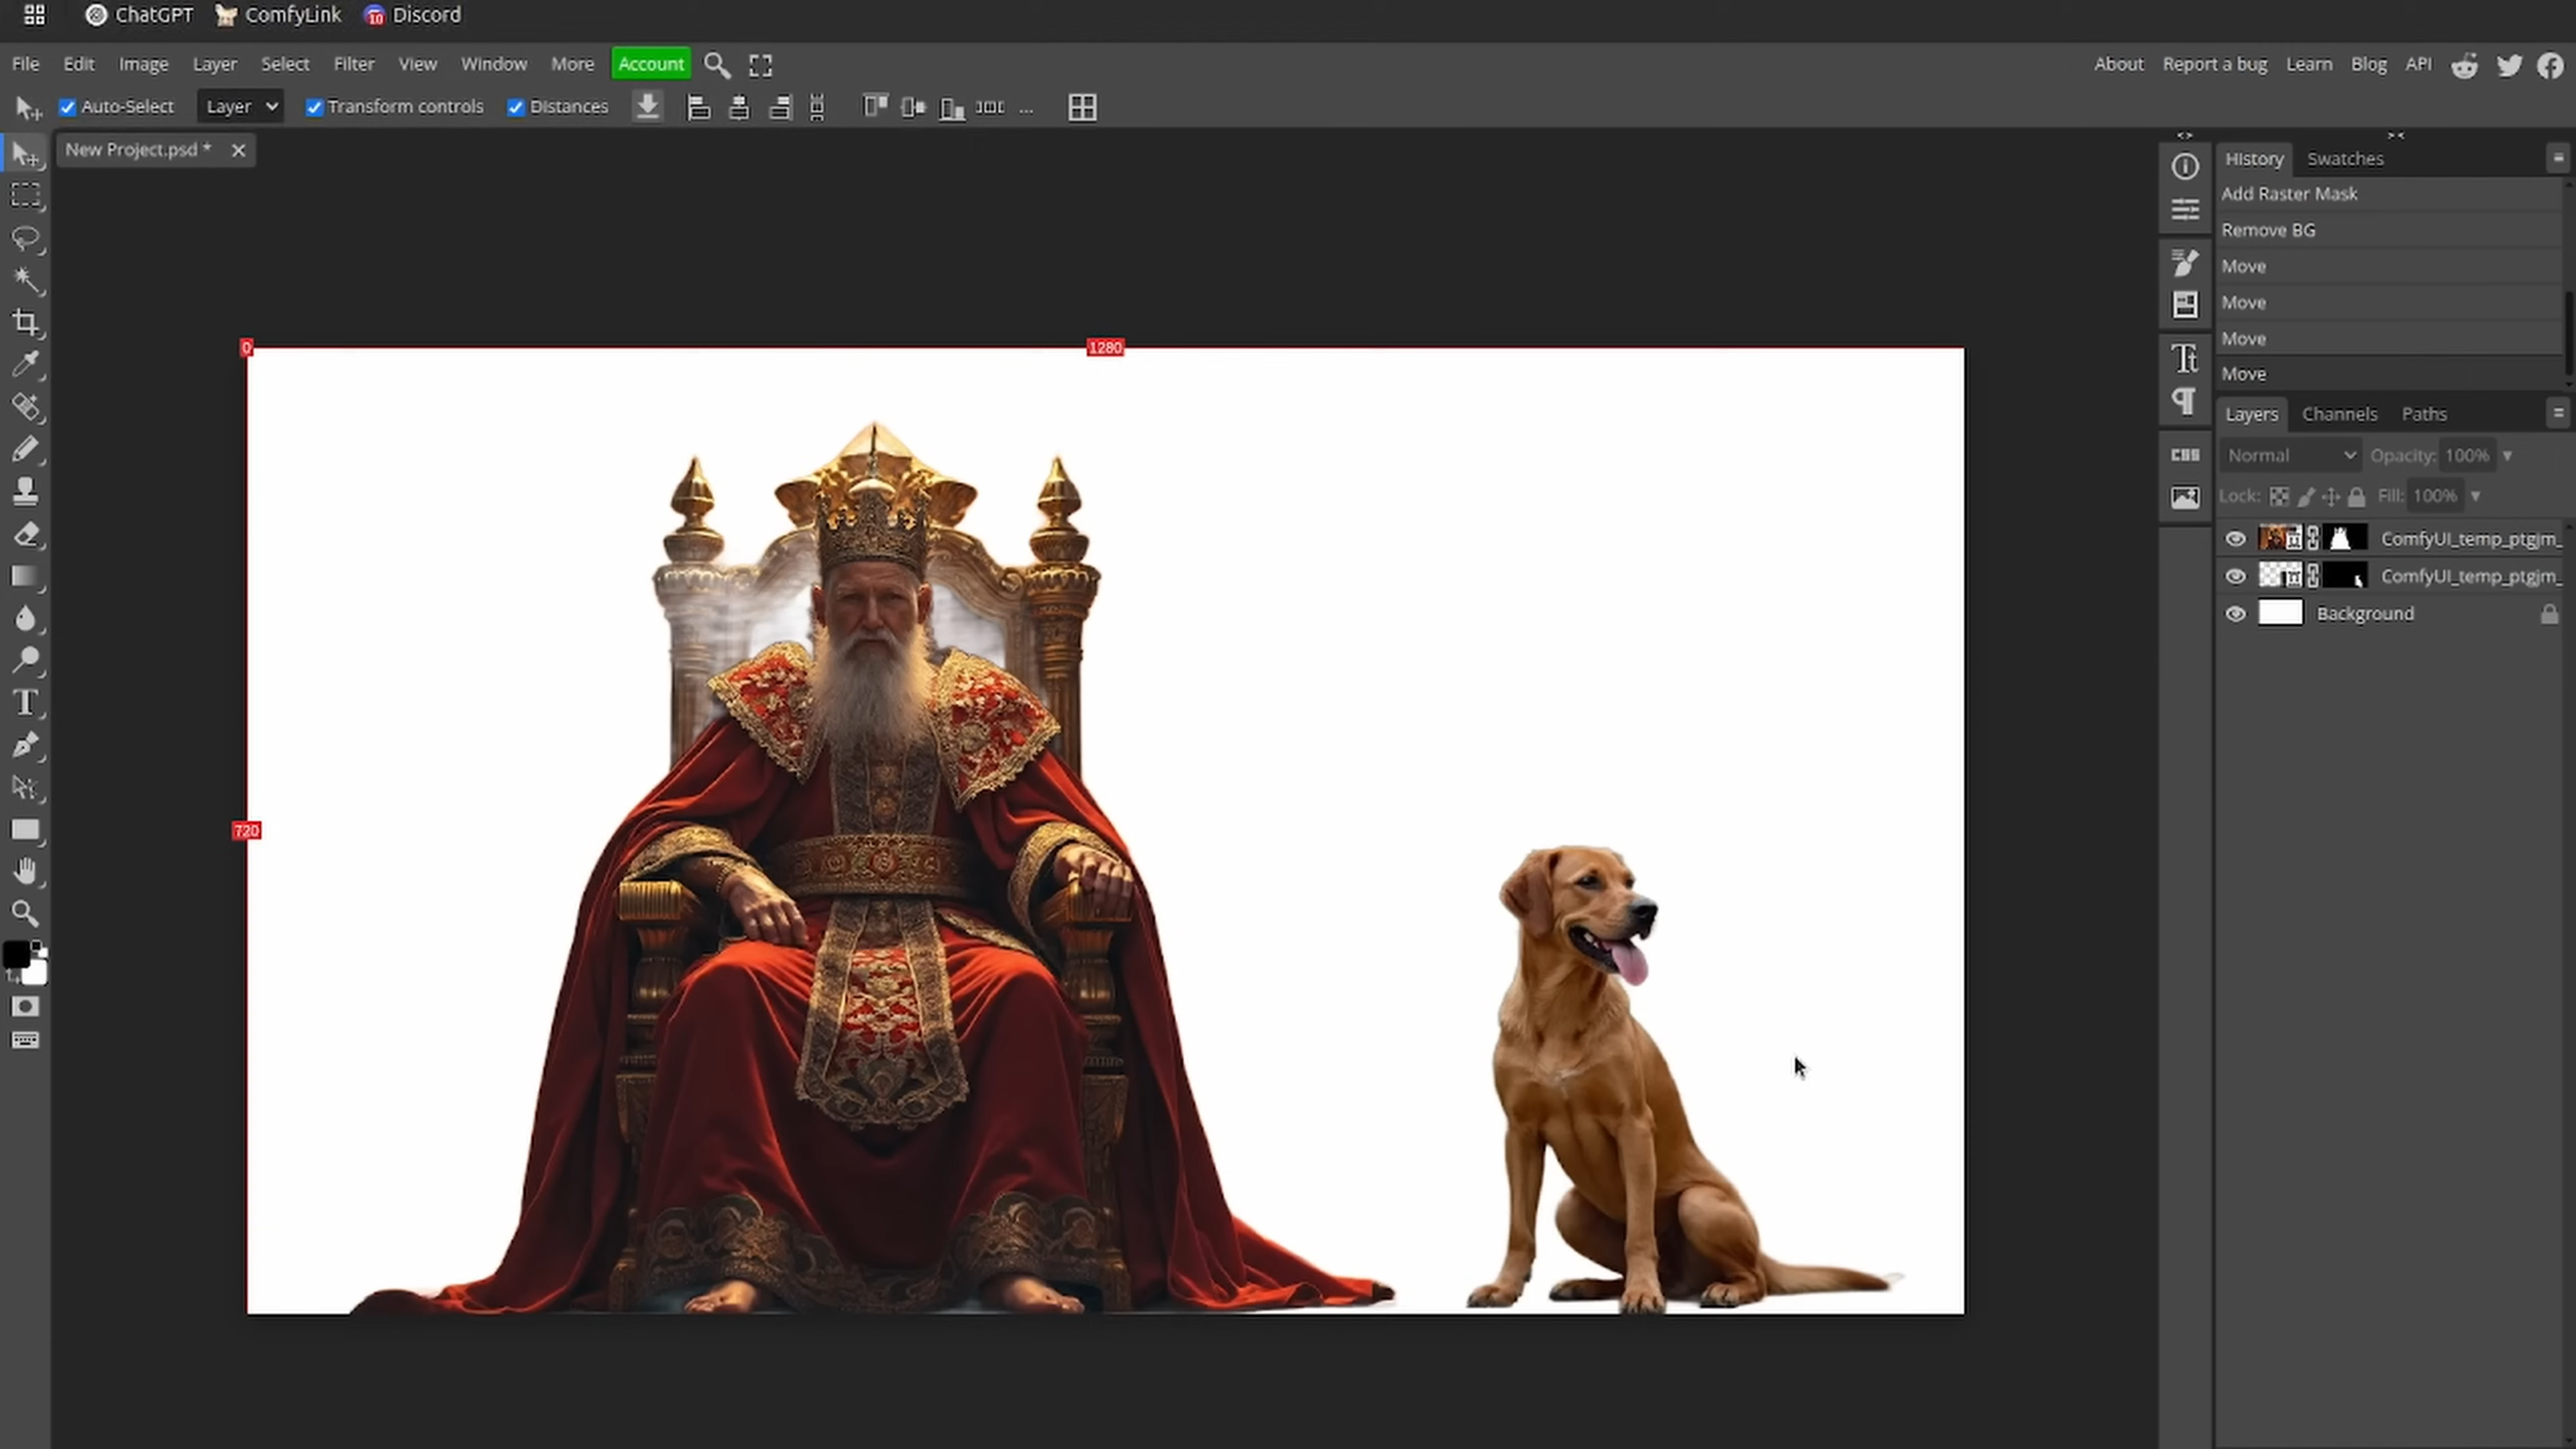 ChatGPT ComfyLink 10 Discord
File Edit Image Layer Select Filter View Window More Account About Report a bug Learn Blog API
Auto-Select Layer Transform controls Distances ...
New Project.psd *
History Swatches
Add Raster Mask
Remove BG
Move
Move
Move
Move
0 1280
720
Layers Channels Paths
Normal Opacity: 100%
Lock: Fill: 100%
ComfyUI_temp_ptgjm_
ComfyUI_temp_ptgjm_
Background
CSS